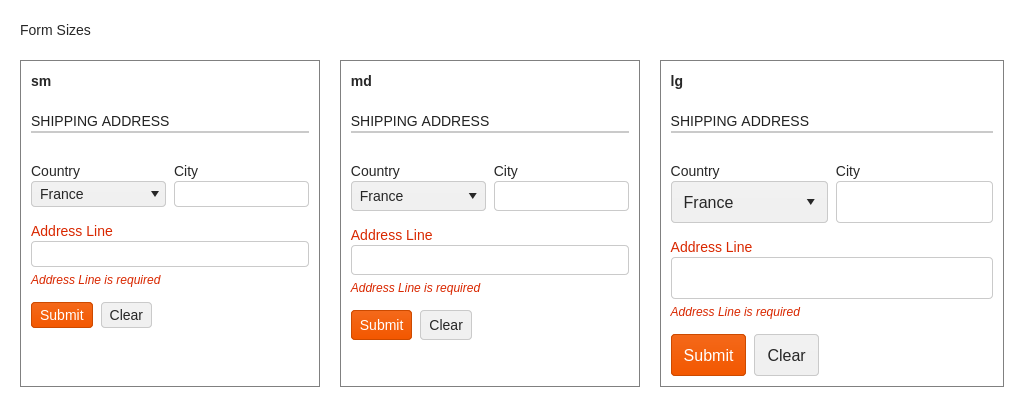 Form Sizes
sm
SHIPPING ADDRESS
Country City
France
Address Line
Address Line is required
Submit Clear
md
SHIPPING ADDRESS
Country City
France
Address Line
Address Line is required
Submit Clear
lg
SHIPPING ADDRESS
Country City
France
Address Line
Address Line is required
Submit Clear